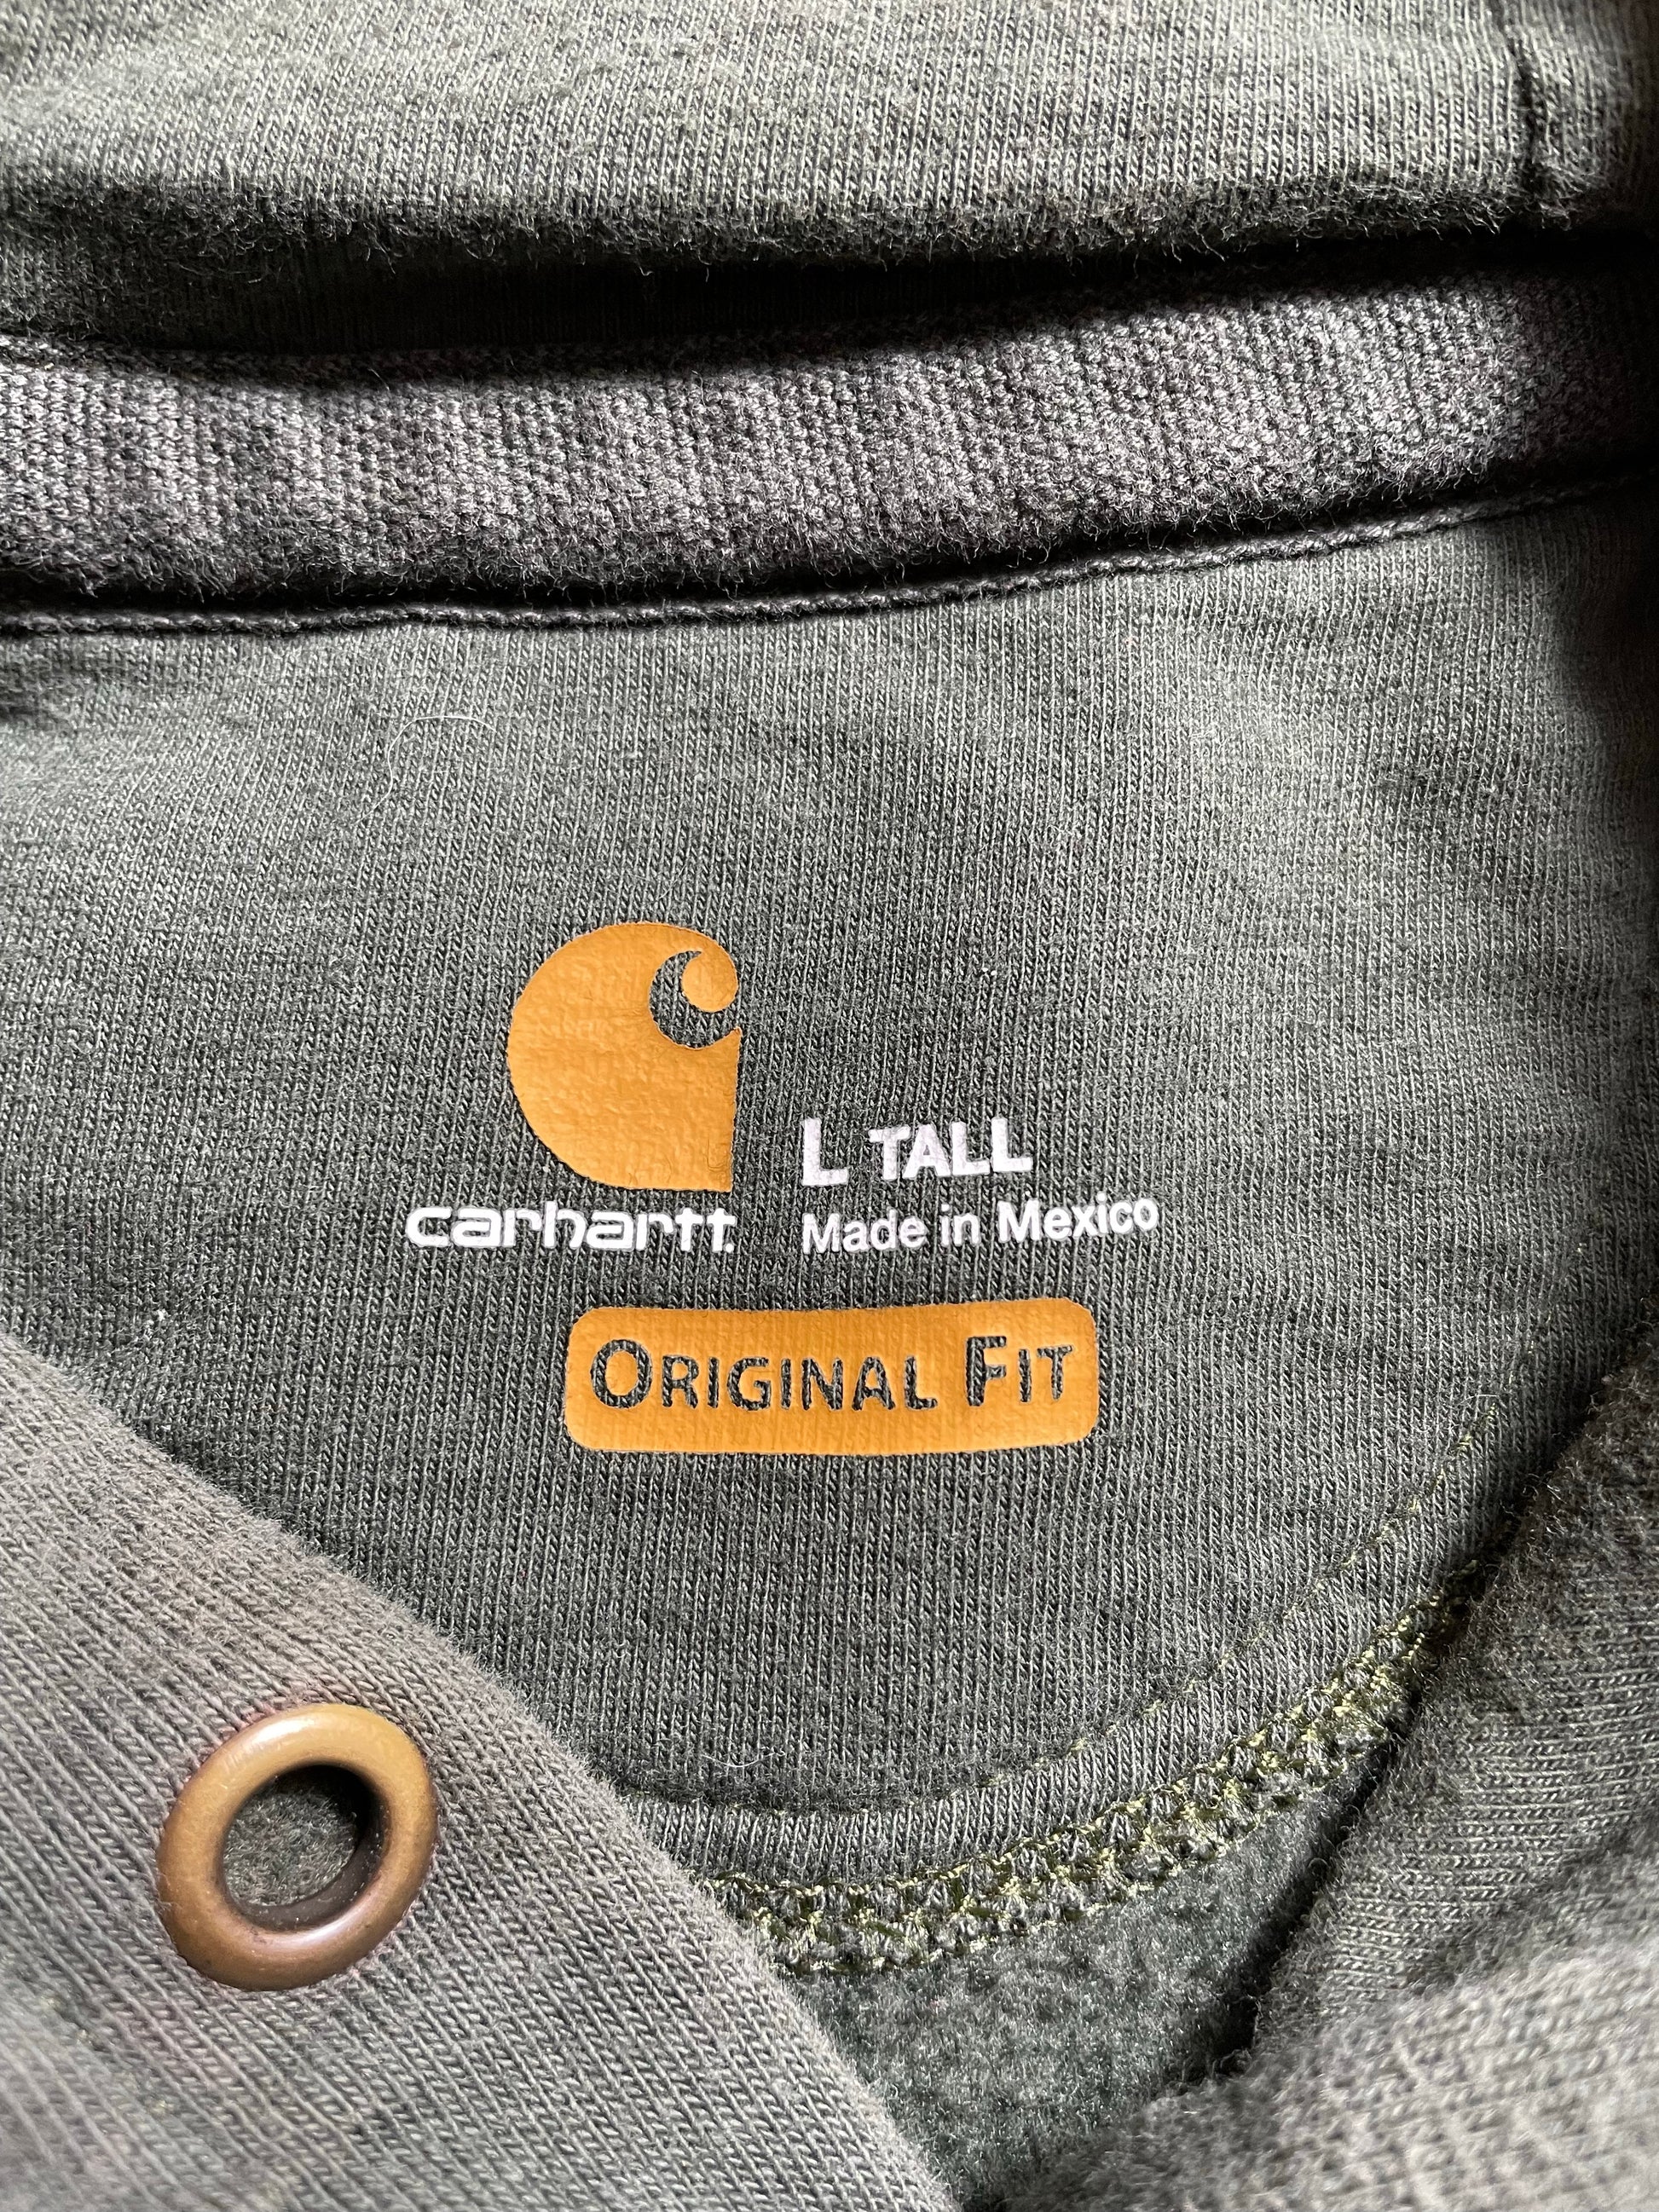 L TALL
carhartt.
Made in Mexico
ORIGINAL FIT